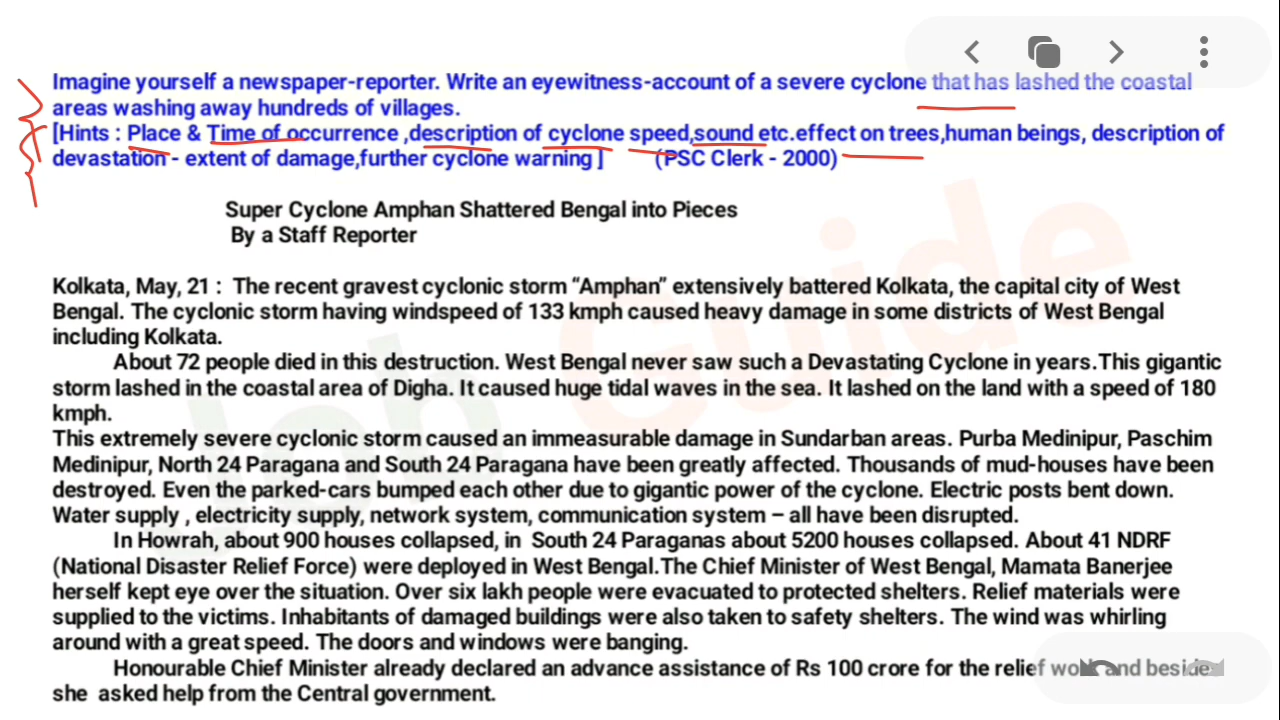 Imagine yourself a newspaper-reporter. Write an eyewitness-account of a severe cyclone that has lashed the coastal
areas washing away hundreds of villages.
[Hints : Place & Time of occurrence ,description of cyclone speed,sound etc.effect on trees,human beings, description of
devastation - extent of damage,further cyclone warning ] (PSC Clerk - 2000)
Super Cyclone Amphan Shattered Bengal into Pieces
By a Staff Reporter
Kolkata, May, 21 : The recent gravest cyclonic storm “Amphan” extensively battered Kolkata, the capital city of West
Bengal. The cyclonic storm having windspeed of 133 kmph caused heavy damage in some districts of West Bengal
including Kolkata.
About 72 people died in this destruction. West Bengal never saw such a Devastating Cyclone in years.This gigantic
storm lashed in the coastal area of Digha. It caused huge tidal waves in the sea. It lashed on the land with a speed of 180
kmph.
This extremely severe cyclonic storm caused an immeasurable damage in Sundarban areas. Purba Medinipur, Paschim
Medinipur, North 24 Paragana and South 24 Paragana have been greatly affected. Thousands of mud-houses have been
destroyed. Even the parked-cars bumped each other due to gigantic power of the cyclone. Electric posts bent down.
Water supply , electricity supply, network system, communication system – all have been disrupted.
In Howrah, about 900 houses collapsed, in South 24 Paraganas about 5200 houses collapsed. About 41 NDRF
(National Disaster Relief Force) were deployed in West Bengal.The Chief Minister of West Bengal, Mamata Banerjee
herself kept eye over the situation. Over six lakh people were evacuated to protected shelters. Relief materials were
supplied to the victims. Inhabitants of damaged buildings were also taken to safety shelters. The wind was whirling
around with a great speed. The doors and windows were banging.
Honourable Chief Minister already declared an advance assistance of Rs 100 crore for the relief work and besides
she asked help from the Central government.
Job Guide